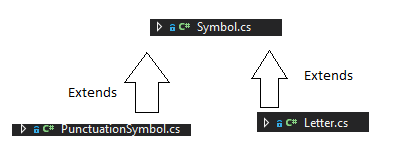 C# Symbol.cs
Extends
Extends
C# PunctuationSymbol.cs
C# Letter.cs